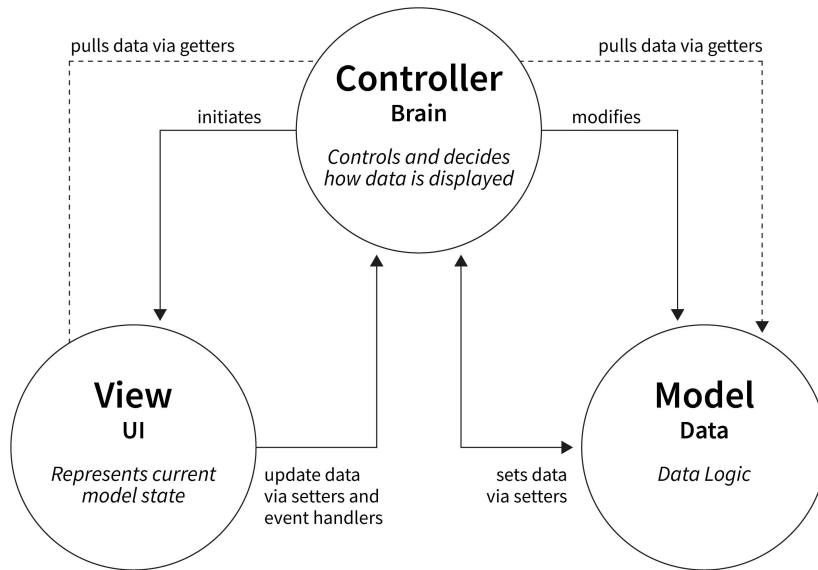 pulls data via getters
pulls data via getters
Controller
Brain
initiates
modifies
Controls and decides
how data is displayed
View
UI
Represents current
model state
update data
via setters and
event handlers
sets data
via setters
Model
Data
Data Logic